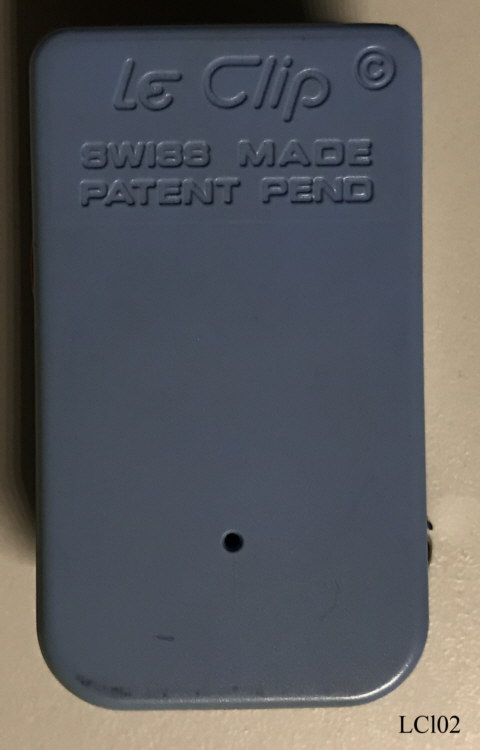 Le Clip ©
SWISS MADE
PATENT PEND
LCl02